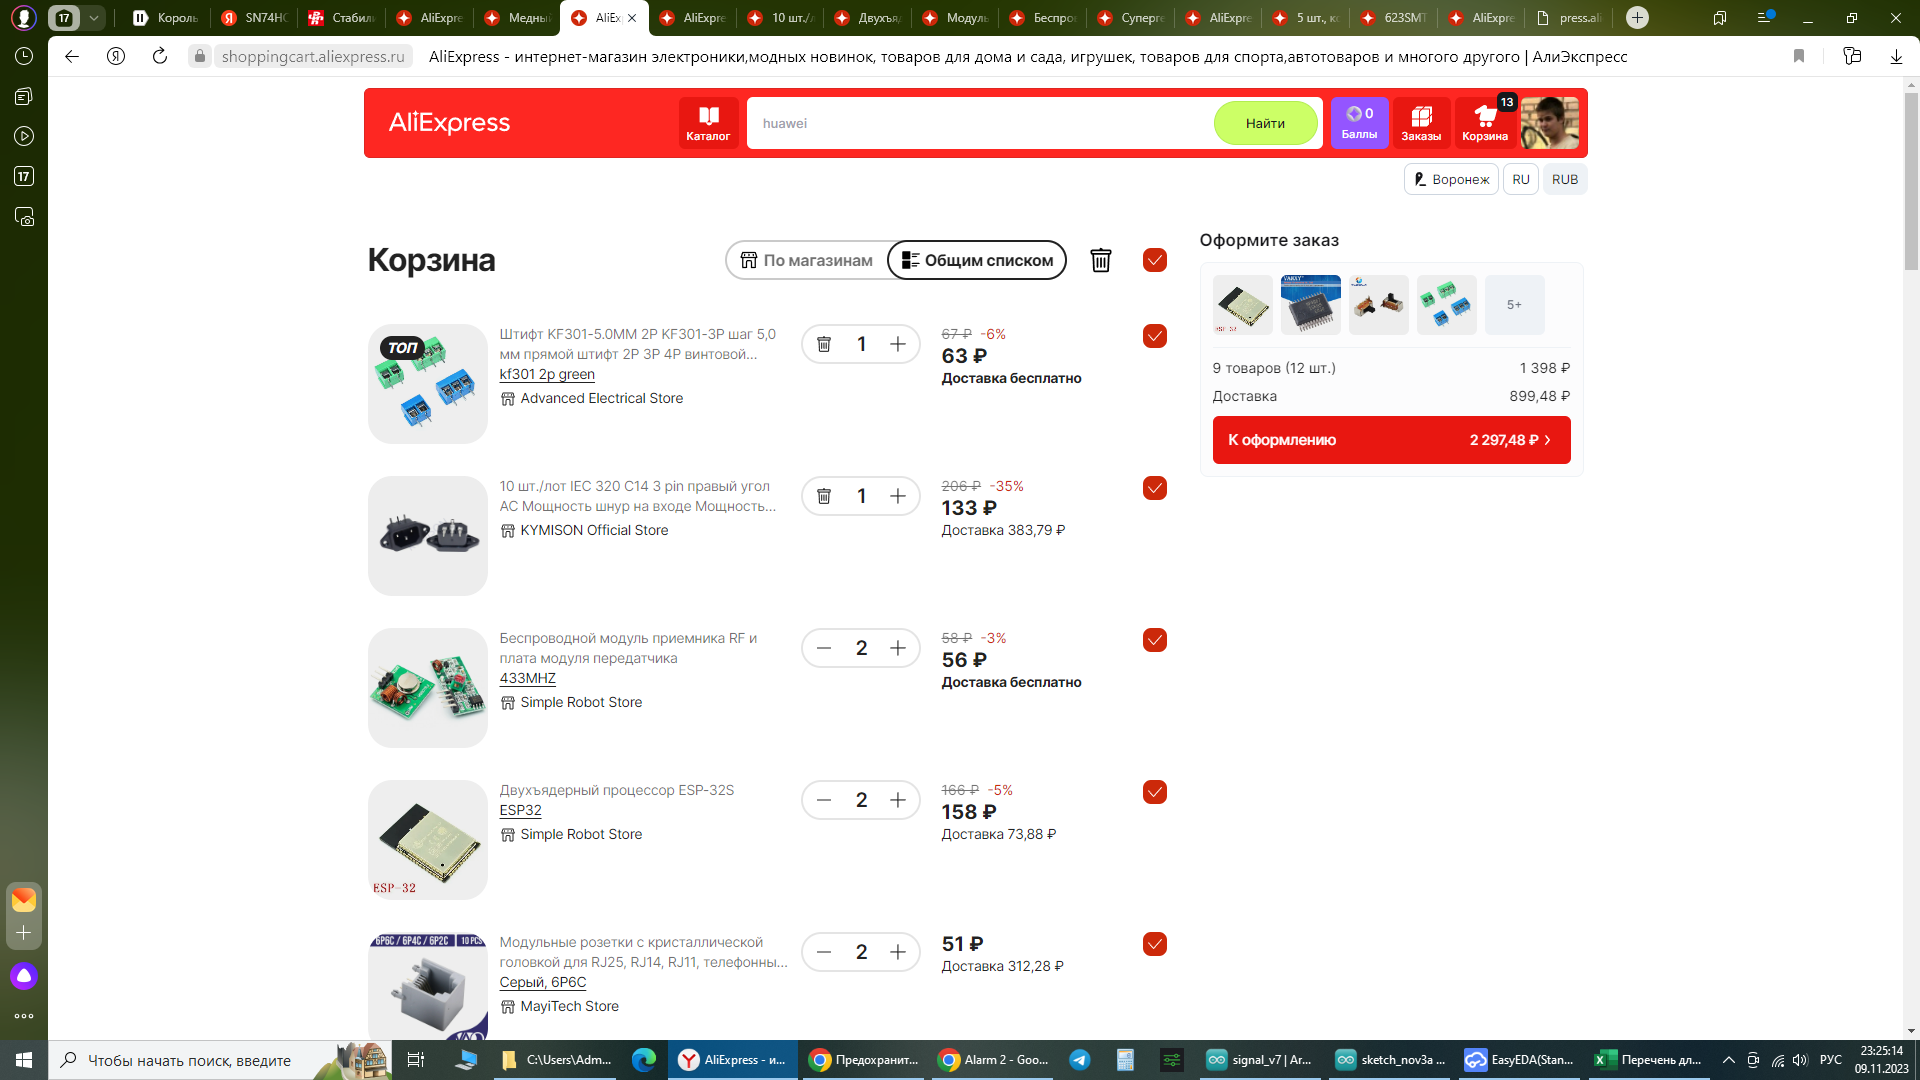 17
Король
SN74HC
Стабили
AliExpre
Медный
AliEx
AliExpre
10 шт./л
Двухъяд
Модуль
Беспро
Суперге
AliExpre
5 шт., ко
623SMT
AliExpre
press.ali
shoppingcart.aliexpress.ru
AliExpress - интернет-магазин электроники,модных новинок, товаров для дома и сада, игрушек, товаров для спорта,автотоваров и многого другого | АлиЭкспресс
17
AliExpress
Каталог
huawei
Найти
0
Баллы
Заказы
13
Корзина
Воронеж
RU
RUB
Корзина
По магазинам
Общим списком
ТОП
Штифт KF301-5.0MM 2P KF301-3P шаг 5,0
мм прямой штифт 2P 3P 4P винтовой...
kf301 2p green
Advanced Electrical Store
1
67 ₽ -6%
63 ₽
Доставка бесплатно
10 шт./лот IEC 320 C14 3 pin правый угол
AC Мощность шнур на входе Мощность...
KYMISON Official Store
1
206 ₽ -35%
133 ₽
Доставка 383,79 ₽
Беспроводной модуль приемника RF и
плата модуля передатчика
433MHZ
Simple Robot Store
2
58 ₽ -3%
56 ₽
Доставка бесплатно
ESP-32
Двухъядерный процессор ESP-32S
ESP32
Simple Robot Store
2
166 ₽ -5%
158 ₽
Доставка 73,88 ₽
6P6C / 6P4C / 6P2C 10 PCS
Модульные розетки с кристаллической
головкой для RJ25, RJ14, RJ11, телефонны...
Серый, 6P6C
MayiTech Store
2
51 ₽
Доставка 312,28 ₽
Оформите заказ
5+
9 товаров (12 шт.)
1 398 ₽
Доставка
899,48 ₽
К оформлению
2 297,48 ₽
Чтобы начать поиск, введите
C:\Users\Adm...
AliExpress - и...
Предохранит...
Alarm 2 - Goo...
signal_v7 | Ar...
sketch_nov3a ...
EasyEDA(Stan...
Перечень дл...
РУС
23:25:14
09.11.2023